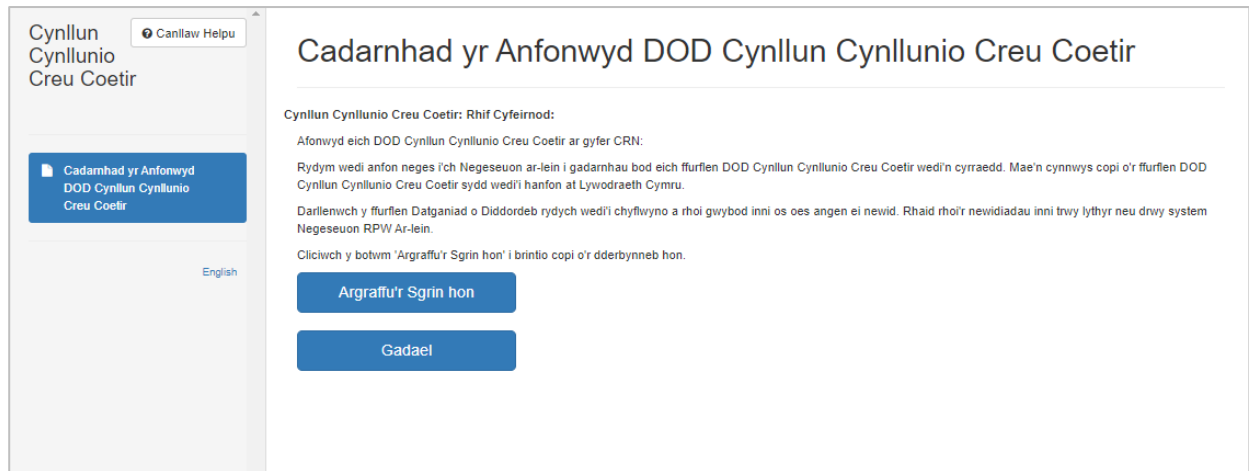 Cynllun
Cynllunio
Creu Coetir
Canllaw Helpu
Cadarnhad yr Anfonwyd
DOD Cynllun Cynllunio
Creu Coetir
English
Cadarnhad yr Anfonwyd DOD Cynllun Cynllunio Creu Coetir
Cynllun Cynllunio Creu Coetir: Rhif Cyfeirnod:
Afonwyd eich DOD Cynllun Cynllunio Creu Coetir ar gyfer CRN:
Rydym wedi anfon neges i'ch Negeseuon ar-lein i gadarnhau bod eich ffurflen DOD Cynllun Cynllunio Creu Coetir wedi'n cyrraedd. Mae'n cynnwys copi o'r ffurflen DOD
Cynllun Cynllunio Creu Coetir sydd wedi'i hanfon at Lywodraeth Cymru.
Darllenwch y ffurflen Datganiad o Diddordeb rydych wedi'i chyflwyno a rhoi gwybod inni os oes angen ei newid. Rhaid rhoi'r newidiadau inni trwy lythyr neu drwy system
Negeseuon RPW Ar-lein.
Cliciwch y botwm 'Argraffu'r Sgrin hon' i brintio copi o'r dderbynneb hon.
Argraffu'r Sgrin hon
Gadael